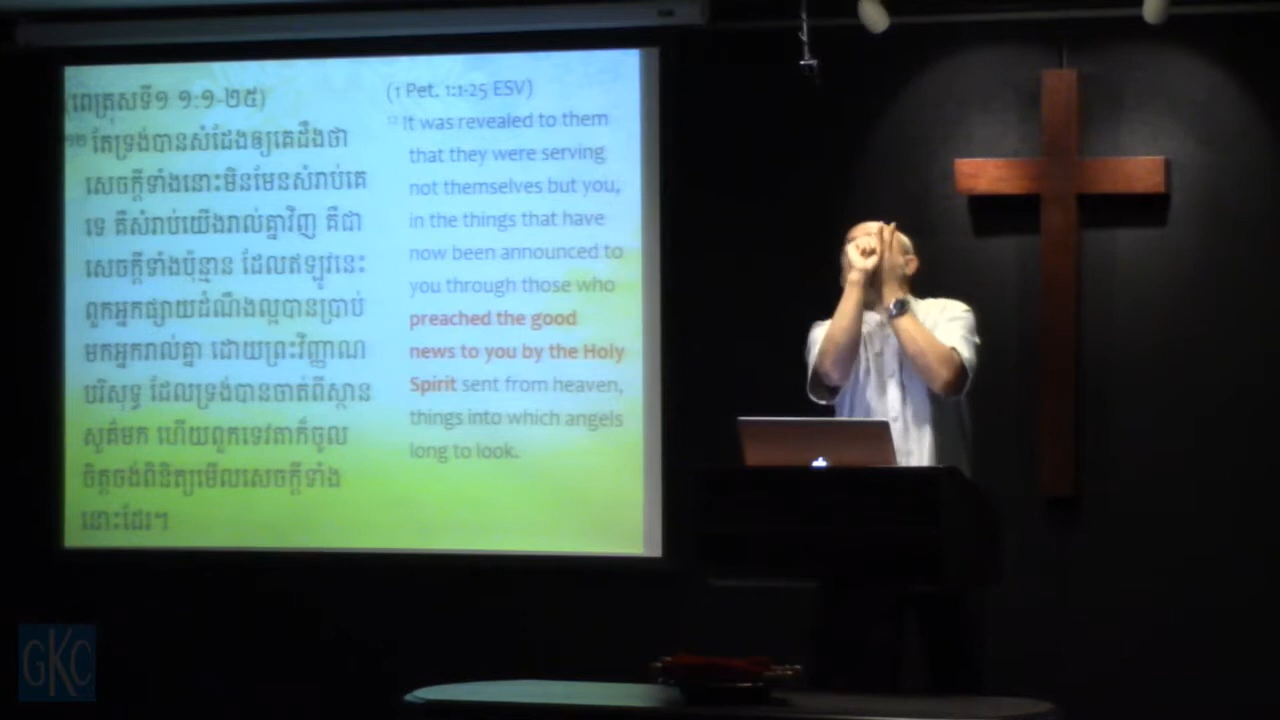 (ពេត្រុសទី១ ១:១-២៥)
១២ តែទ្រង់បានសំដែងឲ្យគេដឹងថា
សេចក្ដីទាំងនោះមិនមែនសំរាប់គេ
ទេ គឺសំរាប់យើងរាល់គ្នាវិញ គឺជា
សេចក្ដីទាំងប៉ុន្មាន ដែលឥឡូវនេះ
ពួកអ្នកផ្សាយដំណឹងល្អបានប្រាប់
មកអ្នករាល់គ្នា ដោយព្រះវិញ្ញាណ
បរិសុទ្ធ ដែលទ្រង់បានចាត់ពីស្ថាន
សួគ៌មក ហើយពួកទេវតាក៏ចូល
ចិត្តចង់ពិនិត្យមើលសេចក្ដីទាំង
នោះដែរ។
(1 Pet. 1:1-25 ESV)
12 It was revealed to them
that they were serving
not themselves but you,
in the things that have
now been announced to
you through those who
preached the good
news to you by the Holy
Spirit sent from heaven,
things into which angels
long to look.
GKC